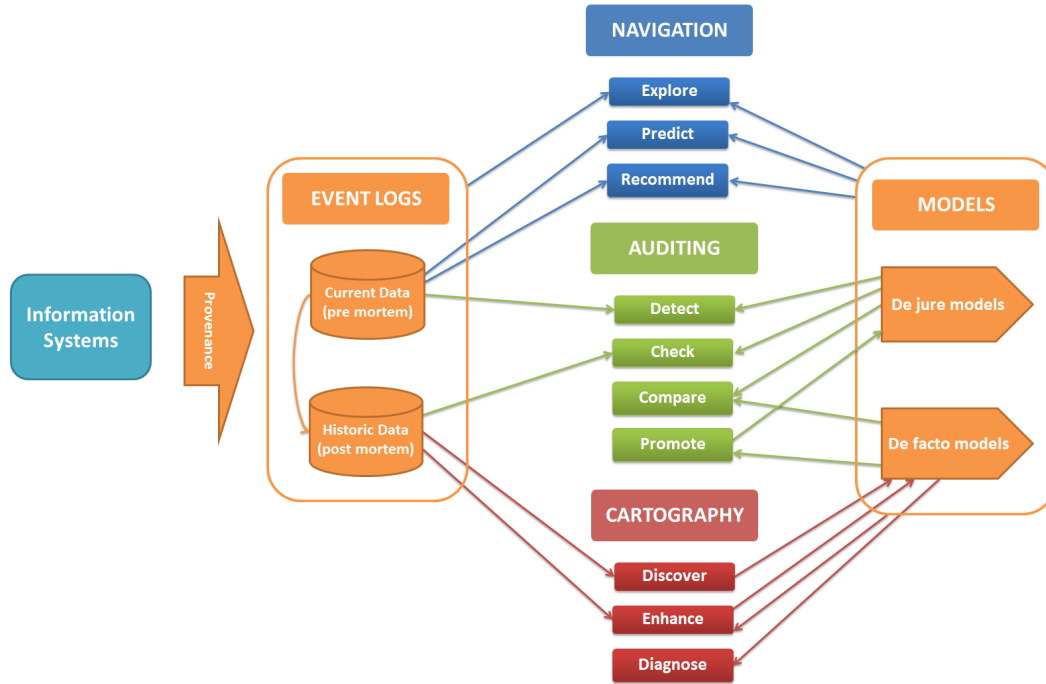 NAVIGATION
Explore
Predict
Recommend
EVENT LOGS
MODELS
AUDITING
Information
Systems
Provenance
Current Data
(pre mortem)
De jure models
Detect
Check
Compare
Promote
Historic Data
(post mortem)
De facto models
CARTOGRAPHY
Discover
Enhance
Diagnose